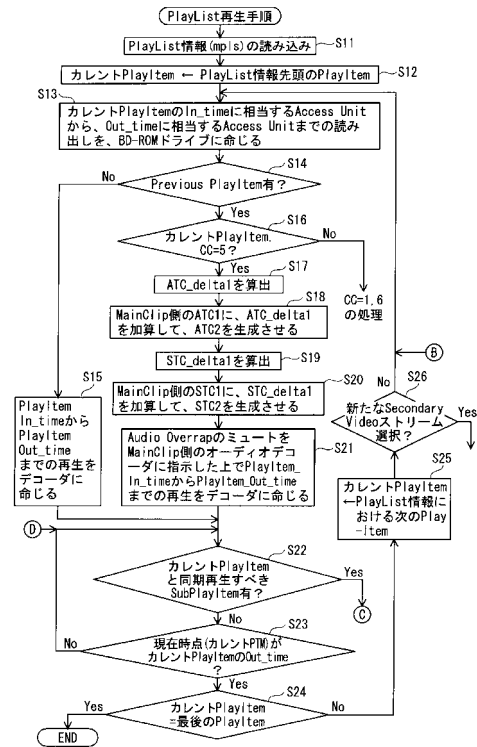 PlayList再生手順
PlayList情報(mpls)の読み込み
S11
カレントPlayItem ← PlayList情報先頭のPlayItem
S12
S13
カレントPlayItemのIn_timeに相当するAccess Unit
から、Out_timeに相当するAccess Unitまでの読み
出しを、BD-ROMドライブに命じる
S14
No
Previous PlayItem有?
Yes
S16
カレントPlayItem.
CC=5?
No
Yes
S17
ATC_delta1を算出
CC=1,6
の処理
S18
MainClip側のATC1に、ATC_delta1
を加算して、ATC2を生成させる
STC_delta1を算出
S19
S20
MainClip側のSTC1に、STC_delta1
を加算して、STC2を生成させる
B
No
S26
新たなSecondary
Videoストリーム
選択?
Yes
S15
PlayItem
In_timeから
PlayItem
Out_time
までの再生を
デコーダに
命じる
Audio Overrapのミュートを
MainClip側のオーディオデコ
ーダに指示した上でPlayItem_
In_timeからPlayItem_Out_time
までの再生をデコーダに命じる
S21
S25
カレントPlayItem
←PlayList情報に
おける次のPlay
-Item
D
S22
カレントPlayItem
と同期再生すべき
SubPlayItem有?
Yes
C
No
S23
現在時点(カレントPTM)が
カレントPlayItemのOut_time
?
No
Yes
S24
カレントPlayItem
=最後のPlayItem
Yes
No
END